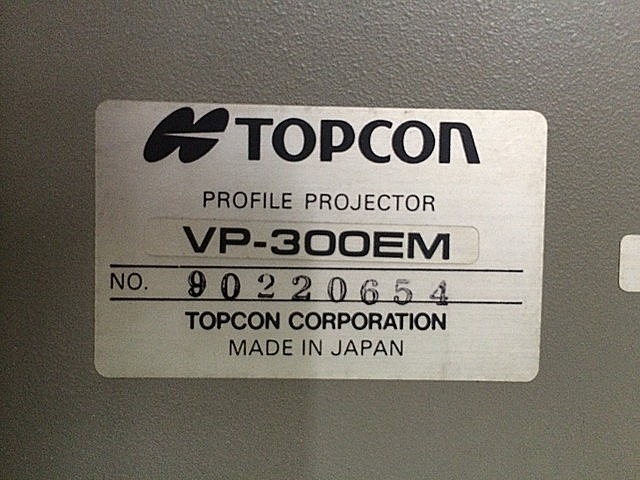 TOPCON
PROFILE PROJECTOR
VP-300EM
NO. 90220654
TOPCON CORPORATION
MADE IN JAPAN